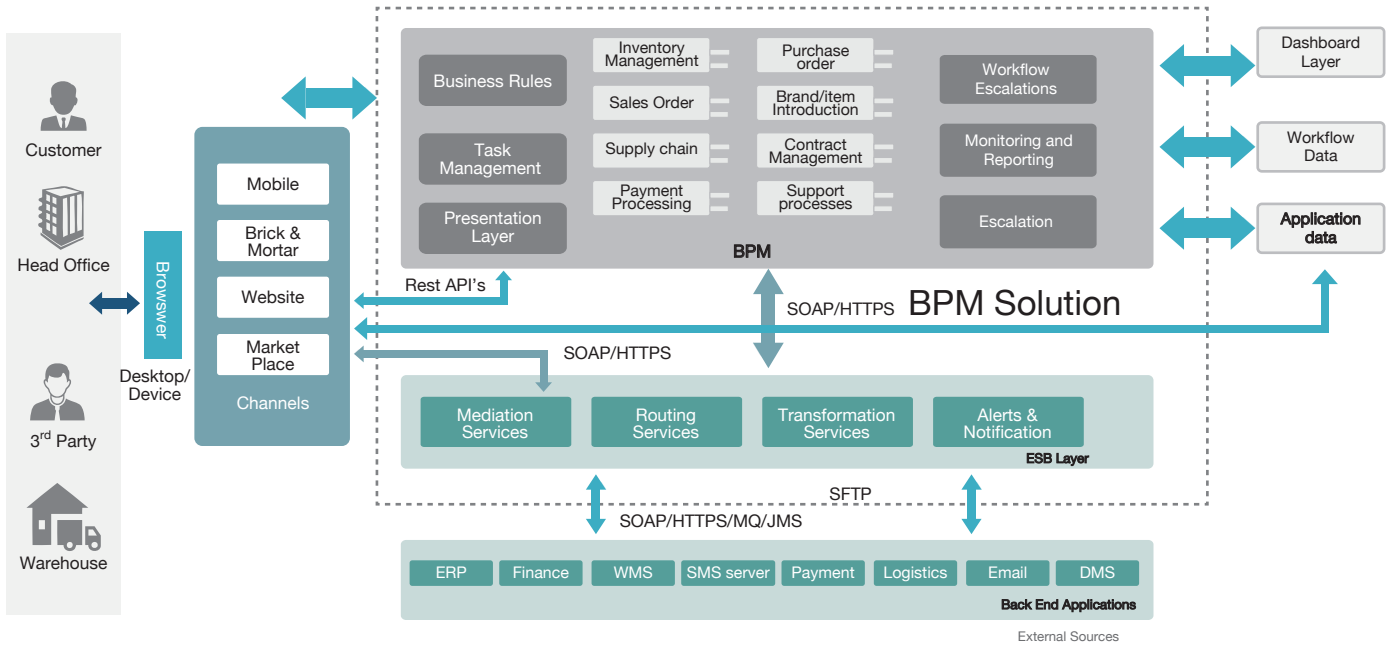 Customer
Head Office
3rd Party
Warehouse
Browswer
Desktop/
Device
Mobile
Brick &
Mortar
Website
Market
Place
Channels
Business Rules
Task
Management
Presentation
Layer
Inventory
Management
Sales Order
Supply chain
Payment
Processing
Purchase
order
Brand/item
Introduction
Contract
Management
Support
processes
Workflow
Escalations
Monitoring and
Reporting
Escalation
BPM
Dashboard
Layer
Workflow
Data
Application
data
Rest API's
SOAP/HTTPS
BPM Solution
SOAP/HTTPS
Mediation
Services
Routing
Services
Transformation
Services
Alerts &
Notification
ESB Layer
SFTP
SOAP/HTTPS/MQ/JMS
ERP
Finance
WMS
SMS server
Payment
Logistics
Email
DMS
Back End Applications
External Sources